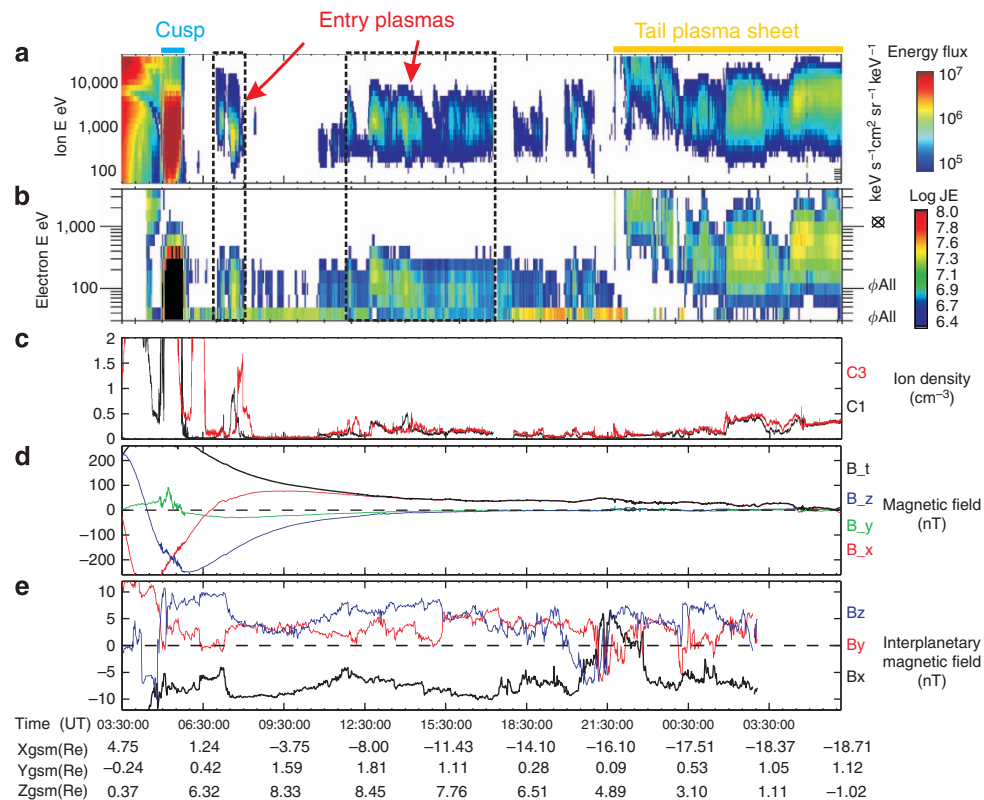 Cusp
Entry plasmas
Tail plasma sheet
a
Ion E eV
10,000
1,000
100
Energy flux
10⁷
10⁶
10⁵
keV s⁻¹cm² sr⁻¹ keV⁻¹
b
Electron E eV
1,000
100
ϕAll
ϕAll
Log JE
8.0
7.8
7.6
7.3
7.1
6.9
6.7
6.4
c
2
1.5
1
0.5
0
C3
C1
Ion density
(cm⁻³)
d
200
100
0
−100
−200
B_t
B_z
B_y
B_x
Magnetic field
(nT)
e
10
5
0
−5
−10
Bz
By
Bx
Interplanetary
magnetic field
(nT)
Time (UT) 03:30:00 06:30:00 09:30:00 12:30:00 15:30:00 18:30:00 21:30:00 00:30:00 03:30:00
Xgsm(Re) 4.75 1.24 −3.75 −8.00 −11.43 −14.10 −16.10 −17.51 −18.37 −18.71
Ygsm(Re) −0.24 0.42 1.59 1.81 1.11 0.28 0.09 0.53 1.05 1.12
Zgsm(Re) 0.37 6.32 8.33 8.45 7.76 6.51 4.89 3.10 1.11 −1.02